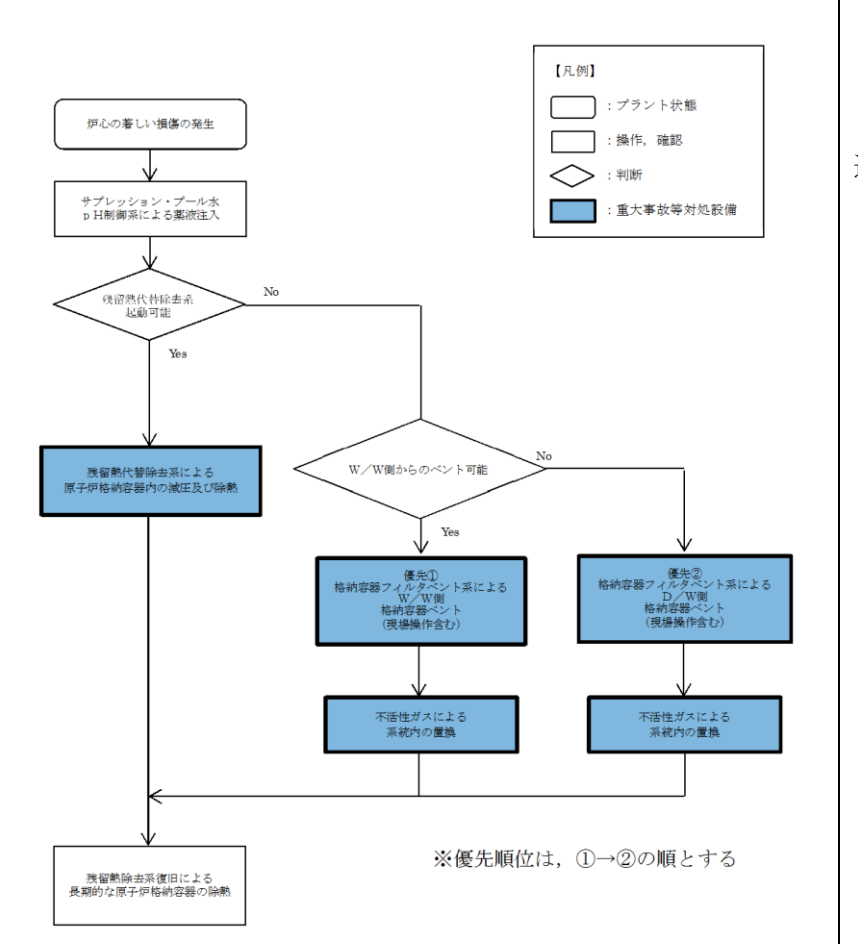 【凡例】
：プラント状態
：操作，確認
：判断
：重大事故等対処設備
炉心の著しい損傷の発生
サプレッション・プール水
ｐＨ制御系による薬液注入
残留熱代替除去系
起動可能
No
Yes
残留熱代替除去系による
原子炉格納容器内の減圧及び除熱
W／W側からのベント可能
No
Yes
優先①
格納容器フィルタベント系による
W／W側
格納容器ベント
（現場操作含む）
優先②
格納容器フィルタベント系による
D／W側
格納容器ベント
（現場操作含む）
不活性ガスによる
系統内の置換
不活性ガスによる
系統内の置換
残留熱除去系復旧による
長期的な原子炉格納容器の除熱
※優先順位は，①→②の順とする